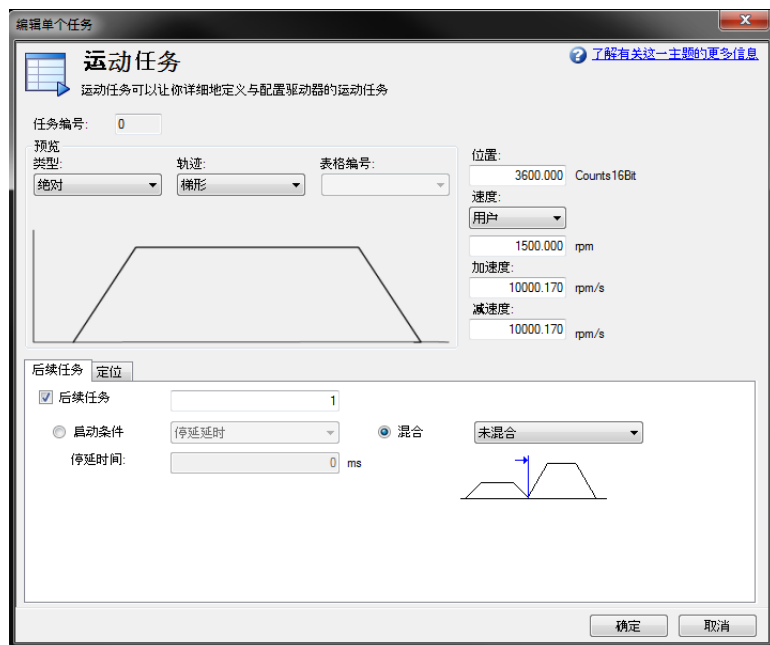 编辑单个任务
运动任务
了解有关这一主题的更多信息
运动任务可以让你详细地定义与配置驱动器的运动任务
任务编号: 0
预览
类型: 轨迹: 表格编号:
绝对 梯形
位置:
3600.000 Counts16Bit
速度:
用户
1500.000 rpm
加速度:
10000.170 rpm/s
减速度:
10000.170 rpm/s
后续任务 定位
后续任务 1
启动条件 停延延时 混合 未混合
停延时间: 0 ms
确定 取消